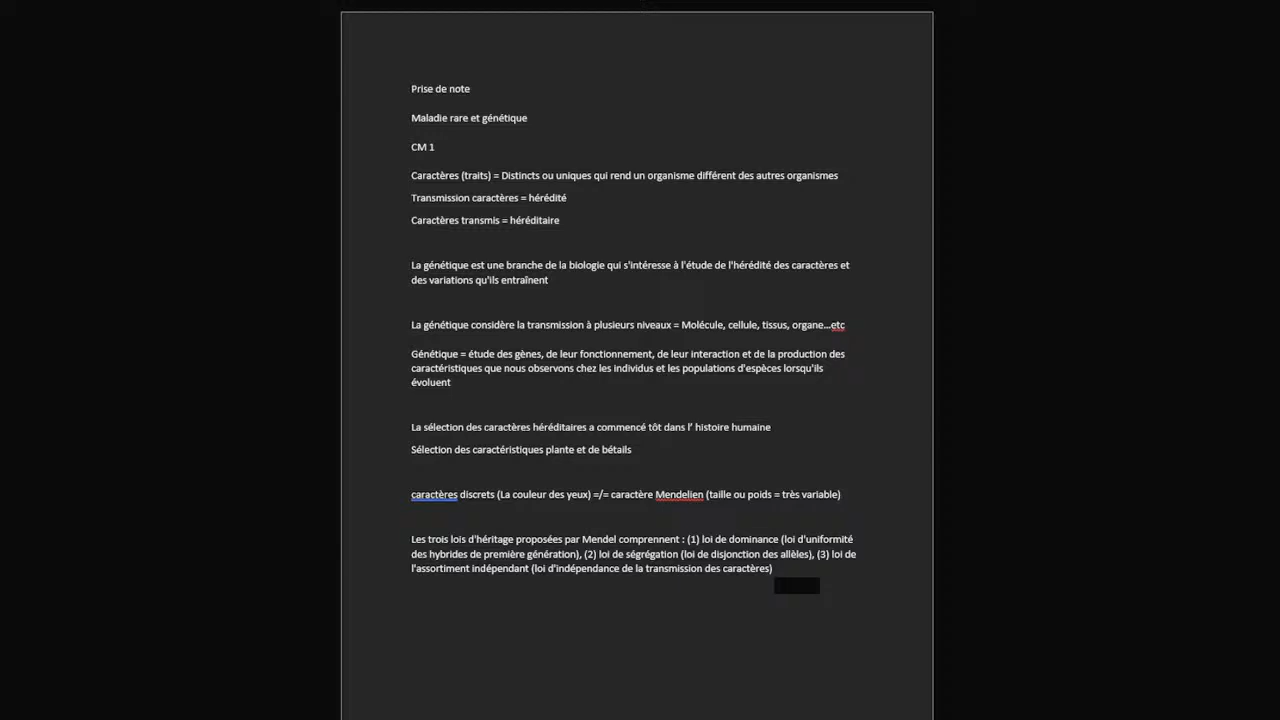 Prise de note
Maladie rare et génétique
CM 1
Caractères (traits) = Distincts ou uniques qui rend un organisme différent des autres organismes
Transmission caractères = hérédité
Caractères transmis = héréditaire
La génétique est une branche de la biologie qui s'intéresse à l'étude de l'hérédité des caractères et
des variations qu'ils entraînent
La génétique considère la transmission à plusieurs niveaux = Molécule, cellule, tissus, organe...etc
Génétique = étude des gènes, de leur fonctionnement, de leur interaction et de la production des
caractéristiques que nous observons chez les individus et les populations d'espèces lorsqu'ils
évoluent
La sélection des caractères héréditaires a commencé tôt dans l' histoire humaine
Sélection des caractéristiques plante et de bétails
caractères discrets (La couleur des yeux) =/= caractère Mendelien (taille ou poids = très variable)
Les trois lois d'héritage proposées par Mendel comprennent : (1) loi de dominance (loi d'uniformité
des hybrides de première génération), (2) loi de ségrégation (loi de disjonction des allèles), (3) loi de
l'assortiment indépendant (loi d'indépendance de la transmission des caractères)